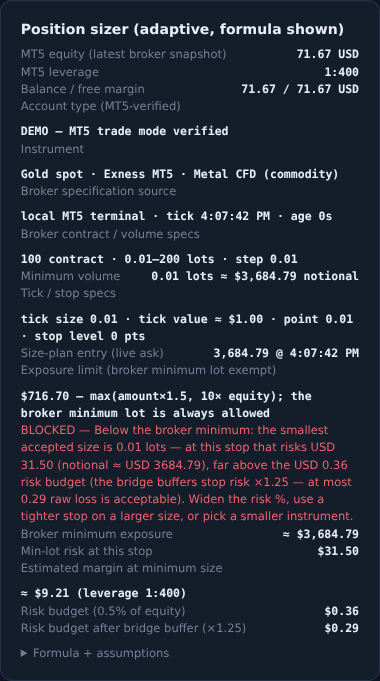 Position sizer (adaptive, formula shown)
MT5 equity (latest broker snapshot) 71.67 USD
MT5 leverage 1:400
Balance / free margin 71.67 / 71.67 USD
Account type (MT5-verified)
DEMO — MT5 trade mode verified
Instrument
Gold spot · Exness MT5 · Metal CFD (commodity)
Broker specification source
local MT5 terminal · tick 4:07:42 PM · age 0s
Broker contract / volume specs
100 contract · 0.01–200 lots · step 0.01
Minimum volume 0.01 lots ≈ $3,684.79 notional
Tick / stop specs
tick size 0.01 · tick value ≈ $1.00 · point 0.01
· stop level 0 pts
Size-plan entry (live ask) 3,684.79 @ 4:07:42 PM
Exposure limit (broker minimum lot exempt)
$716.70 — max(amount×1.5, 10× equity); the
broker minimum lot is always allowed
BLOCKED — Below the broker minimum: the smallest
accepted size is 0.01 lots — at this stop that risks USD
31.50 (notional ≈ USD 3684.79), far above the USD 0.36
risk budget (the bridge buffers stop risk ×1.25 — at most
0.29 raw loss is acceptable). Widen the risk %, use a
tighter stop on a larger size, or pick a smaller instrument.
Broker minimum exposure ≈ $3,684.79
Min-lot risk at this stop $31.50
Estimated margin at minimum size
≈ $9.21 (leverage 1:400)
Risk budget (0.5% of equity) $0.36
Risk budget after bridge buffer (×1.25) $0.29
▶ Formula + assumptions